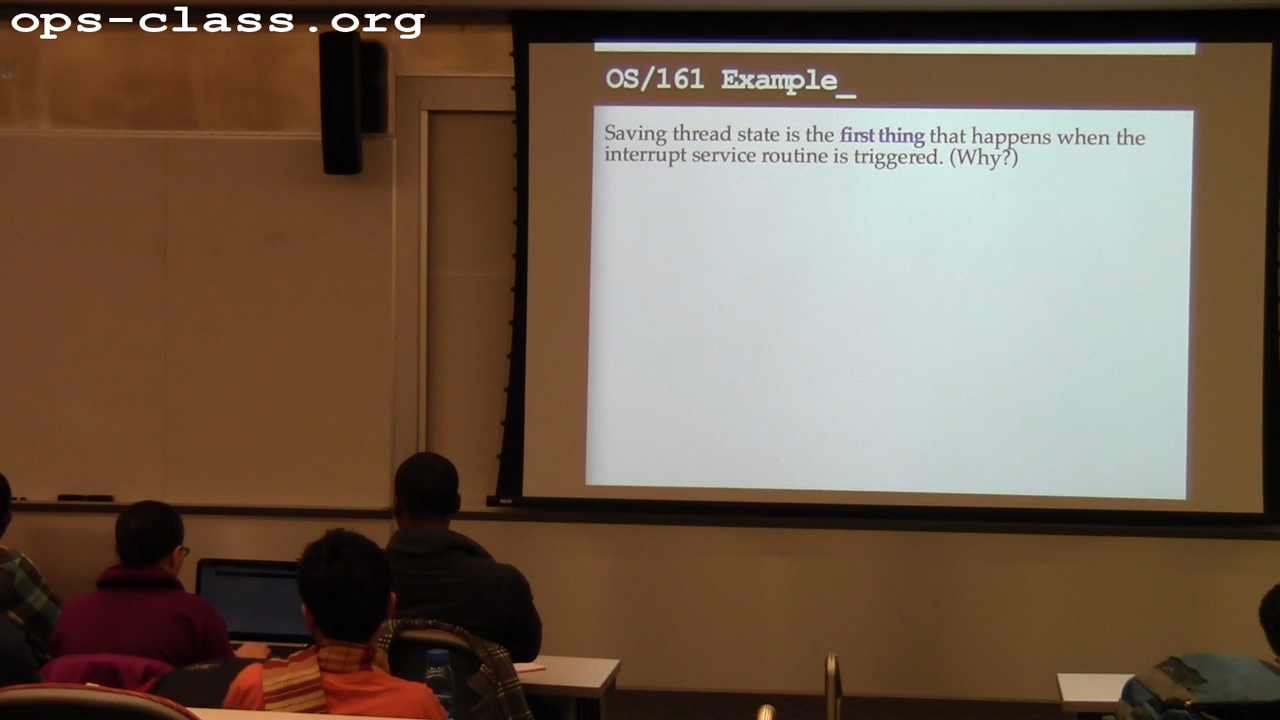 ops-class.org
OS/161 Example_
Saving thread state is the first thing that happens when the
interrupt service routine is triggered. (Why?)